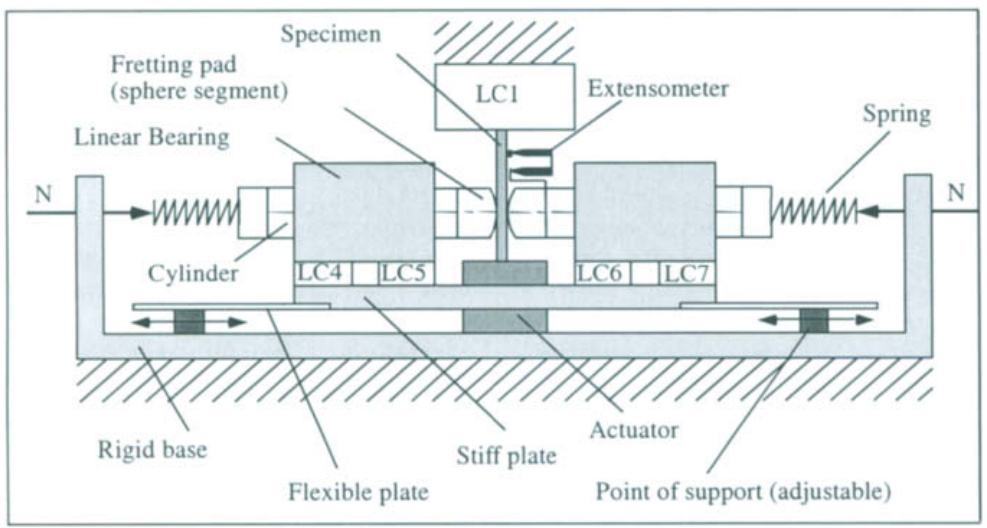 Specimen
Fretting pad
(sphere segment)
LC1
Extensometer
Linear Bearing
Spring
N
N
Cylinder
LC4
LC5
LC6
LC7
Rigid base
Flexible plate
Stiff plate
Actuator
Point of support (adjustable)